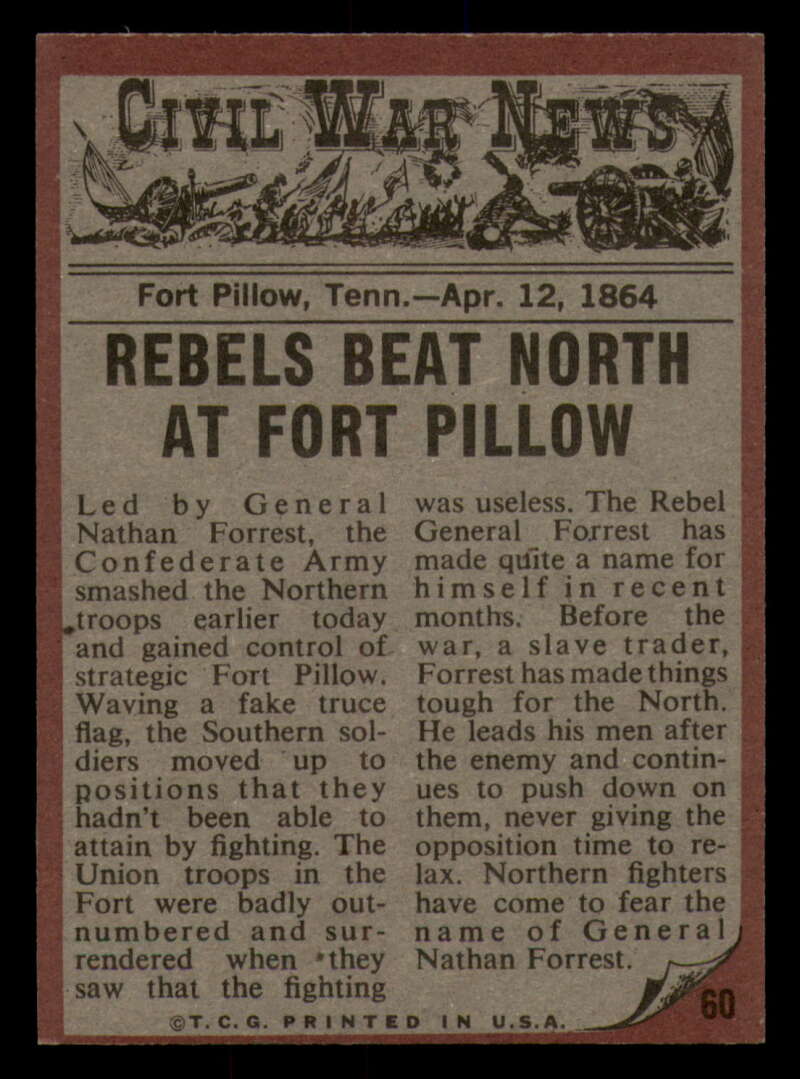 CIVIL WAR NEWS
Fort Pillow, Tenn.—Apr. 12, 1864
REBELS BEAT NORTH
AT FORT PILLOW
Led by General
Nathan Forrest, the
Confederate Army
smashed the Northern
troops earlier today
and gained control of
strategic Fort Pillow.
Waving a fake truce
flag, the Southern sol-
diers moved up to
positions that they
hadn't been able to
attain by fighting. The
Union troops in the
Fort were badly out-
numbered and sur-
rendered when they
saw that the fighting
was useless. The Rebel
General Forrest has
made quite a name for
himself in recent
months. Before the
war, a slave trader,
Forrest has made things
tough for the North.
He leads his men after
the enemy and contin-
ues to push down on
them, never giving the
opposition time to re-
lax. Northern fighters
have come to fear the
name of General
Nathan Forrest.
60
©T.C.G. PRINTED IN U.S.A.